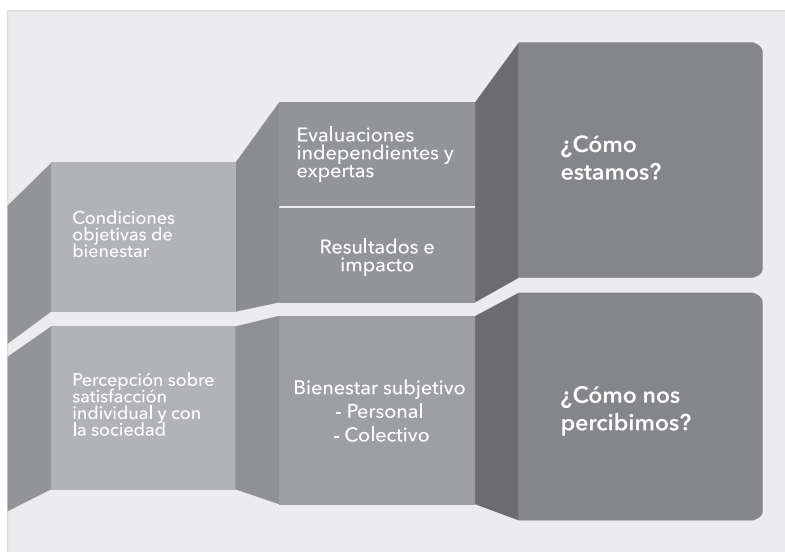 Condiciones
objetivas de
bienestar
Evaluaciones
independientes y
expertas
Resultados e
impacto
¿Cómo
estamos?
Percepción sobre
satisfacción
individual y con
la sociedad
Bienestar subjetivo
- Personal
- Colectivo
¿Cómo nos
percibimos?